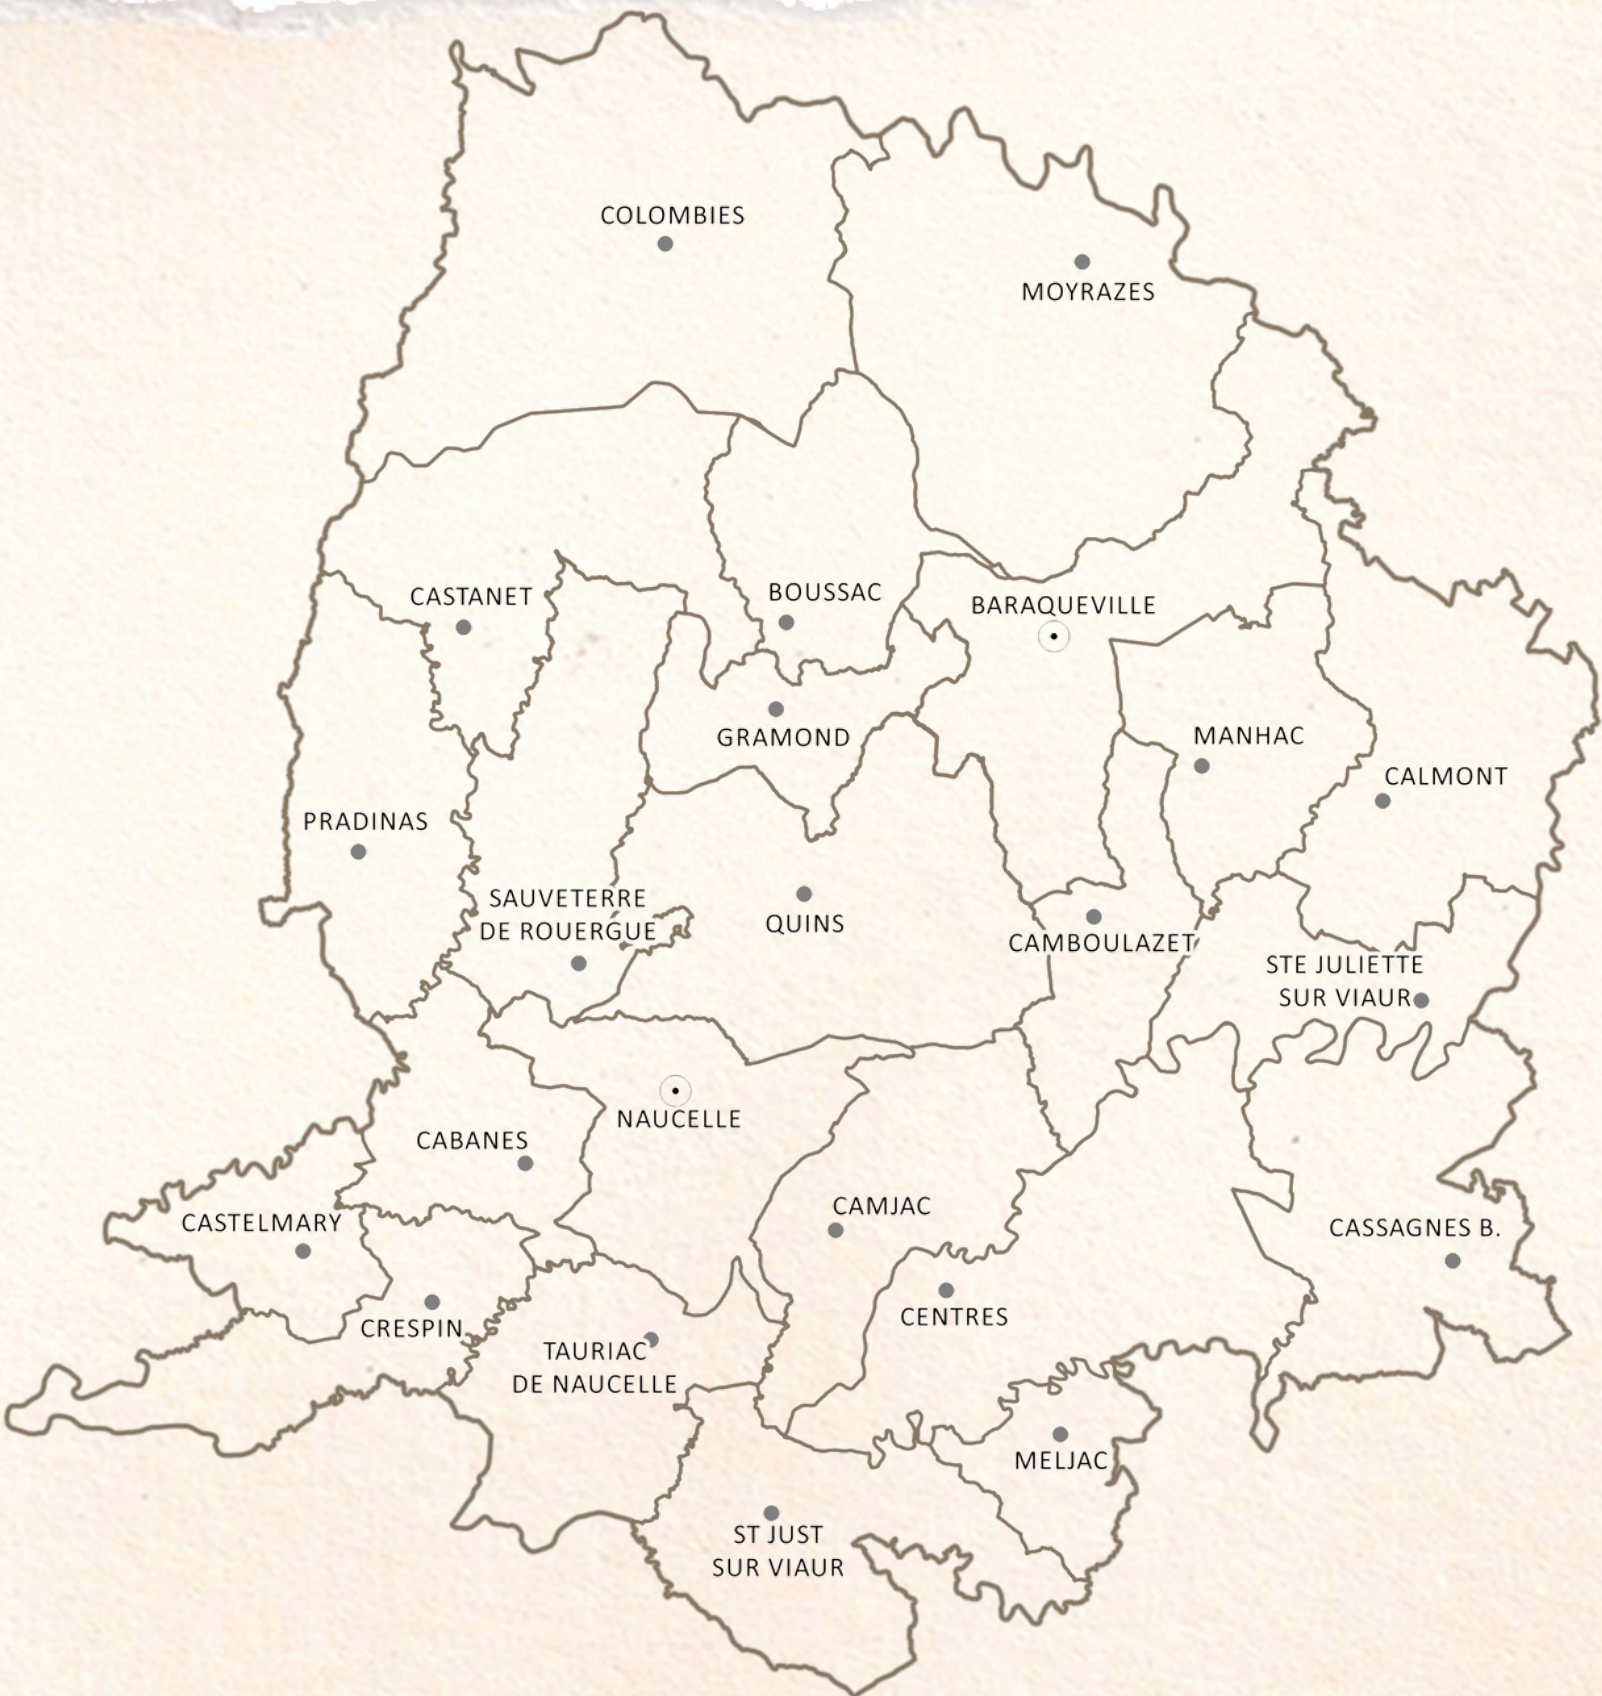 COLOMBIES
MOYRAZES
CASTANET
BOUSSAC
BARAQUEVILLE
GRAMOND
MANHAC
CALMONT
PRADINAS
SAUVETERRE
DE ROUERGUE
QUINS
CAMBOULAZET
STE JULIETTE
SUR VIAUR
NAUCELLE
CABANES
CAMJAC
CASTELMARY
CASSAGNES B.
CENTRES
CRESPIN
TAURIAC
DE NAUCELLE
MELJAC
ST JUST
SUR VIAUR